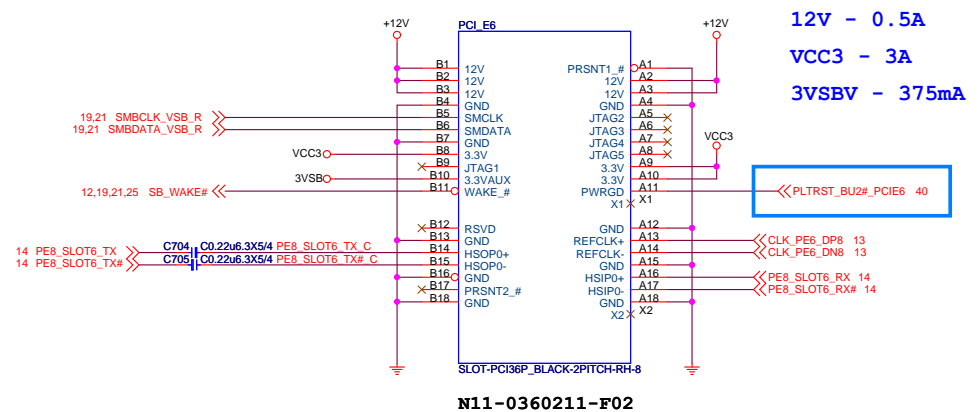 +12V PCI_E6 +12V 12V - 0.5A
VCC3 - 3A
3VSBV - 375mA
B1 12V PRSNT1_# A1
B2 12V 12V A2
B3 12V 12V A3
B4 GND GND A4
19,21 SMBCLK_VSB_R B5 SMCLK JTAG2 A5
19,21 SMBDATA_VSB_R B6 SMDATA JTAG3 A6
B7 GND JTAG4 A7 VCC3
VCC3 B8 3.3V JTAG5 A8
B9 JTAG1 3.3V A9
3VSB B10 3.3VAUX 3.3V A10
12,19,21,25 SB_WAKE# B11 WAKE_# PWRGD A11 PLTRST_BU2#_PCIE6 40
X1 X1
B12 RSVD GND A12
B13 GND REFCLK+ A13 CLK_PE6_DP8 13
14 PE8_SLOT6_TX C704 C0.22u6.3X5/4 PE8_SLOT6_TX_C B14 HSOP0+ REFCLK- A14 CLK_PE6_DN8 13
14 PE8_SLOT6_TX# C705 C0.22u6.3X5/4 PE8_SLOT6_TX#_C B15 HSOP0- GND A15
B16 GND HSIP0+ A16 PE8_SLOT6_RX 14
B17 PRSNT2_# HSIP0- A17 PE8_SLOT6_RX# 14
B18 GND GND A18
X2 X2
SLOT-PCI36P_BLACK-2PITCH-RH-8
N11-0360211-F02